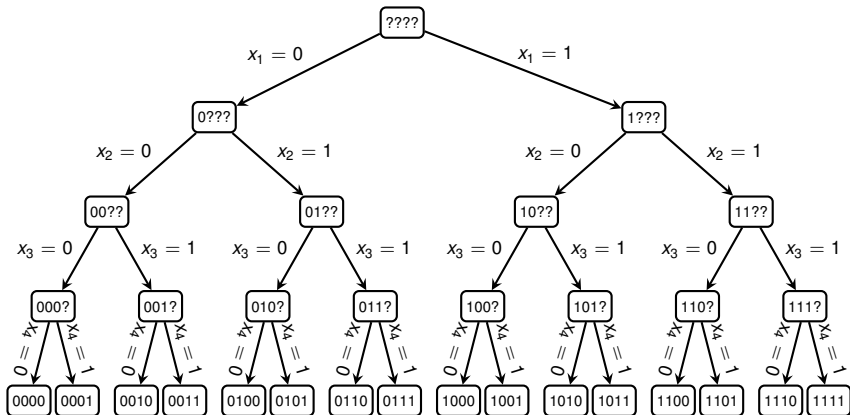 ????
x₁ = 0 x₁ = 1
0??? 1???
x₂ = 0 x₂ = 1 x₂ = 0 x₂ = 1
00?? 01?? 10?? 11??
x₃ = 0 x₃ = 1 x₃ = 0 x₃ = 1 x₃ = 0 x₃ = 1 x₃ = 0 x₃ = 1
000? 001? 010? 011? 100? 101? 110? 111?
x₄ = 0 x₄ = 1 x₄ = 0 x₄ = 1 x₄ = 0 x₄ = 1 x₄ = 0 x₄ = 1 x₄ = 0 x₄ = 1 x₄ = 0 x₄ = 1 x₄ = 0 x₄ = 1 x₄ = 0 x₄ = 1
0000 0001 0010 0011 0100 0101 0110 0111 1000 1001 1010 1011 1100 1101 1110 1111